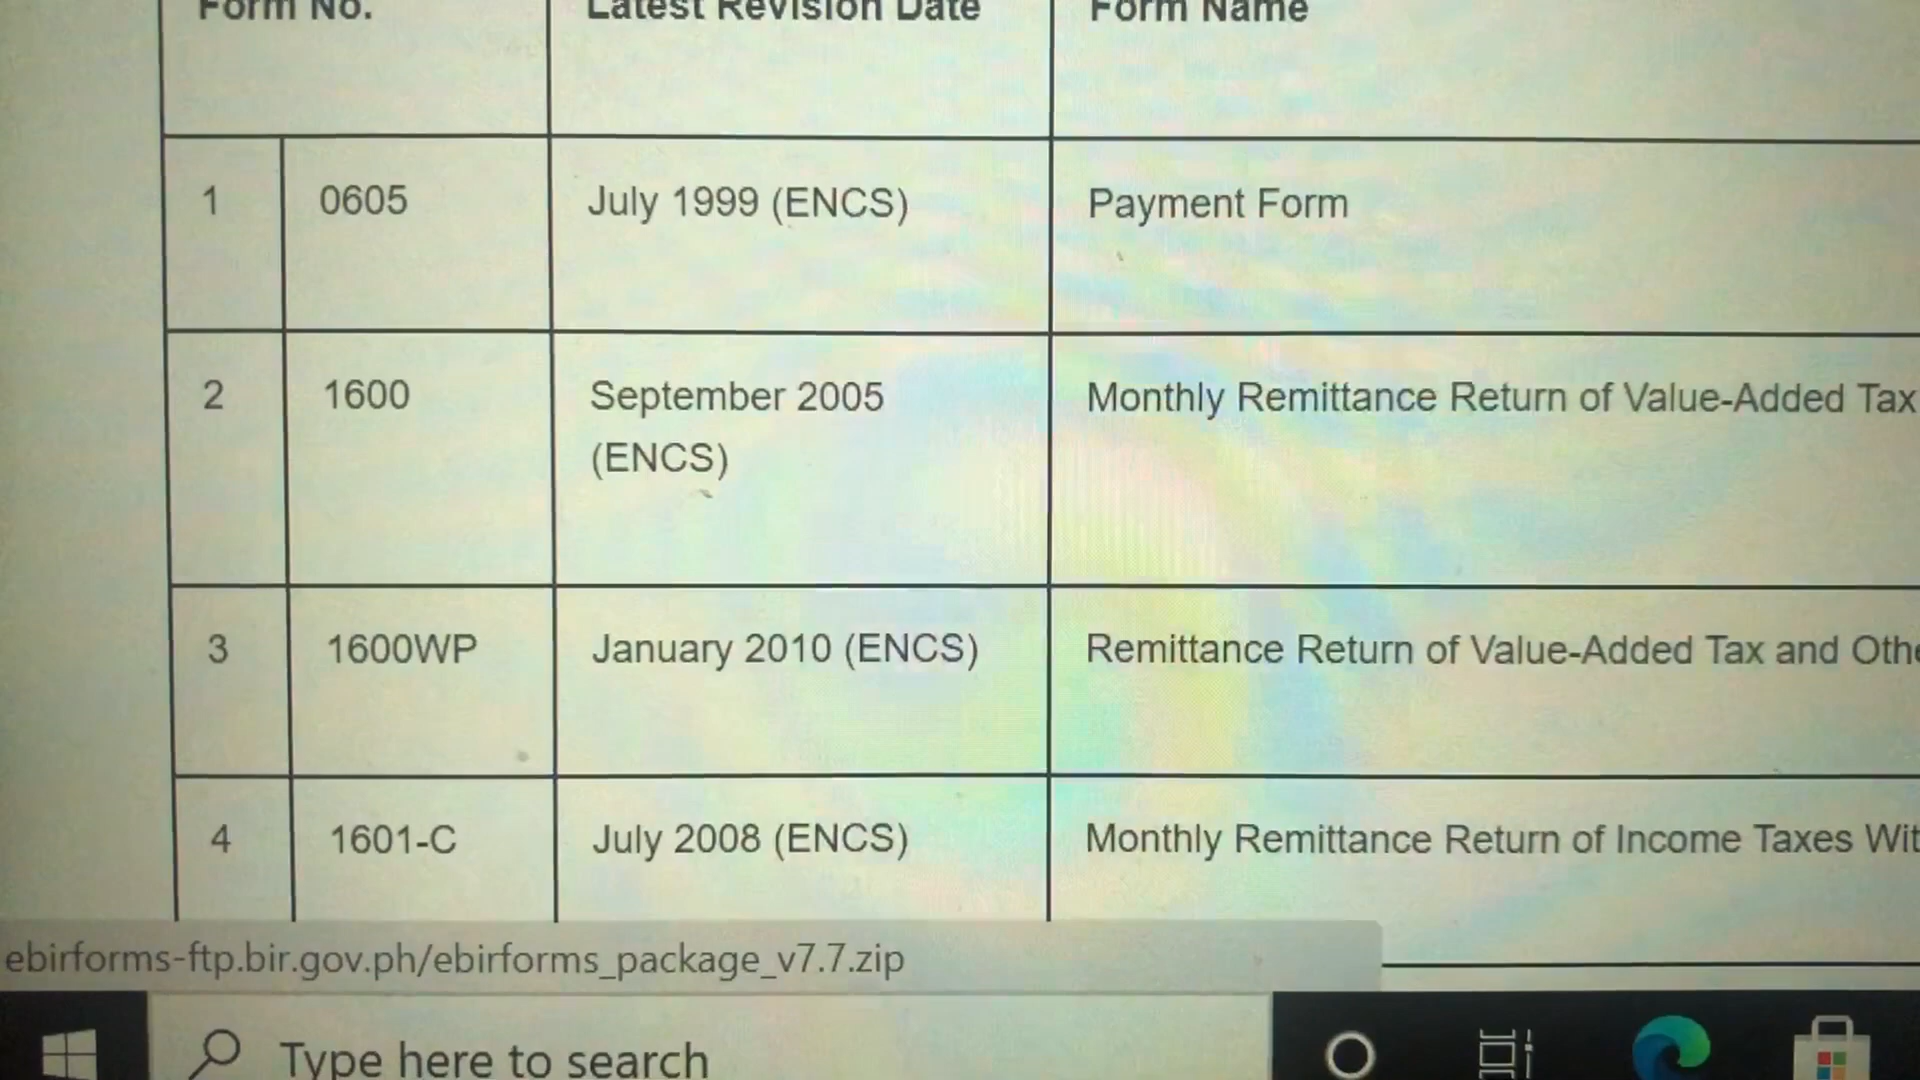 Form No. Latest Revision Date Form Name
1 0605 July 1999 (ENCS) Payment Form
2 1600 September 2005 Monthly Remittance Return of Value-Added Tax
(ENCS)
3 1600WP January 2010 (ENCS) Remittance Return of Value-Added Tax and Othe
4 1601-C July 2008 (ENCS) Monthly Remittance Return of Income Taxes Wit
ebirforms-ftp.bir.gov.ph/ebirforms_package_v7.7.zip
Type here to search